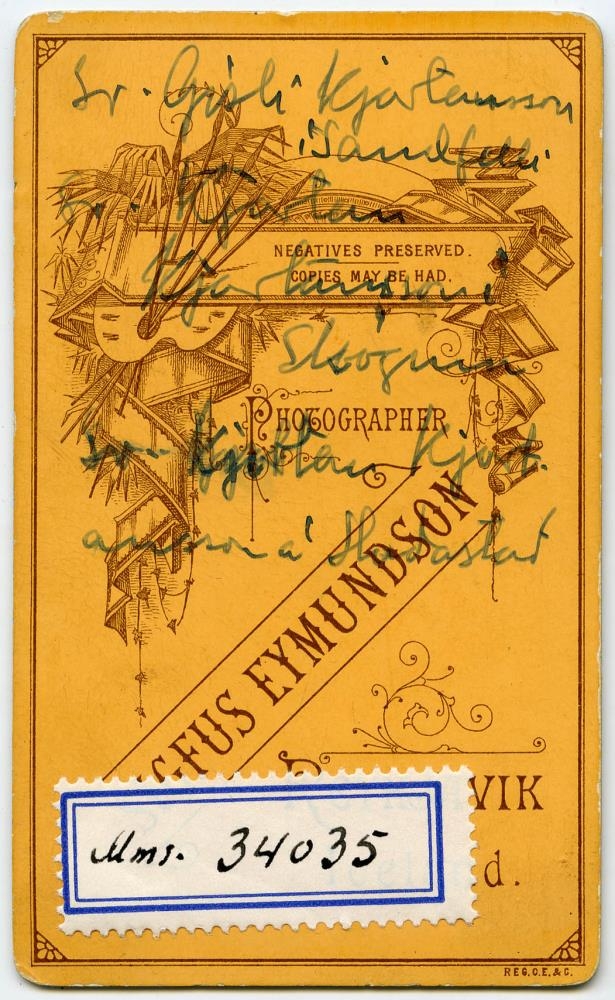 Sr. Gísli Kjartansson
í Sandfelli
Sr. Kjartan
NEGATIVES PRESERVED.
COPIES MAY BE HAD.
Kjartansson í
Skógum
PHOTOGRAPHER
Sr. Kjartan Kjart-
ansson á Staðastað
GFUS EYMUNDSON
VIK
d.
Mms. 34035
REG. O.E. & C.